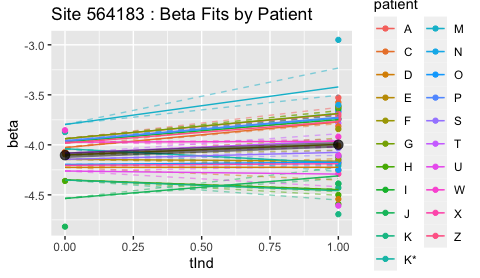 Site 564183 : Beta Fits by Patient
patient
-3.0
-3.5
-4.0
-4.5
beta
0.00 0.25 0.50 0.75 1.00
tInd
A M
C N
D O
E P
F S
G T
H U
I W
J X
K Z
K*